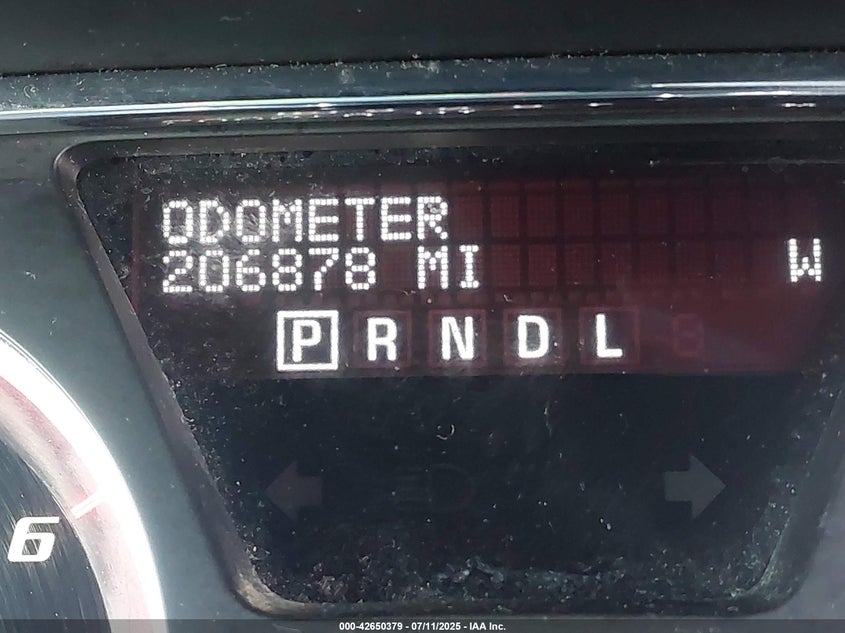 ODOMETER
206878 MI W
P R N D L
6
000-42650379 - 07/11/2025 - IAA Inc.